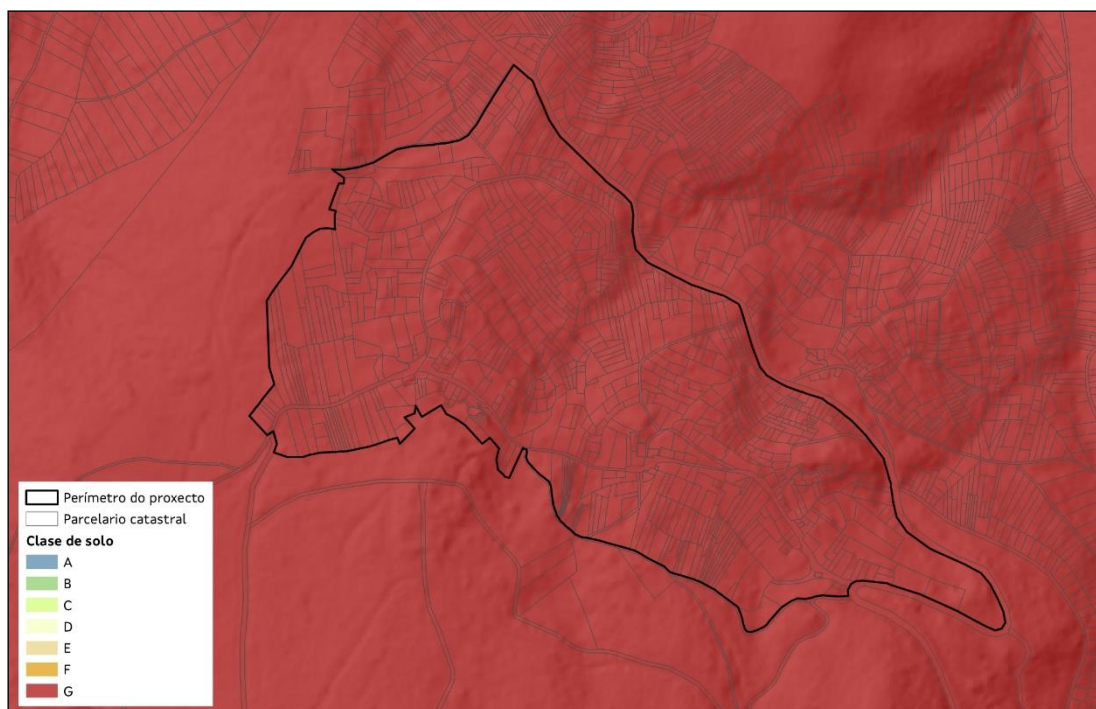 Perímetro do proxecto
Parcelario catastral
Clase de solo
A
B
C
D
E
F
G